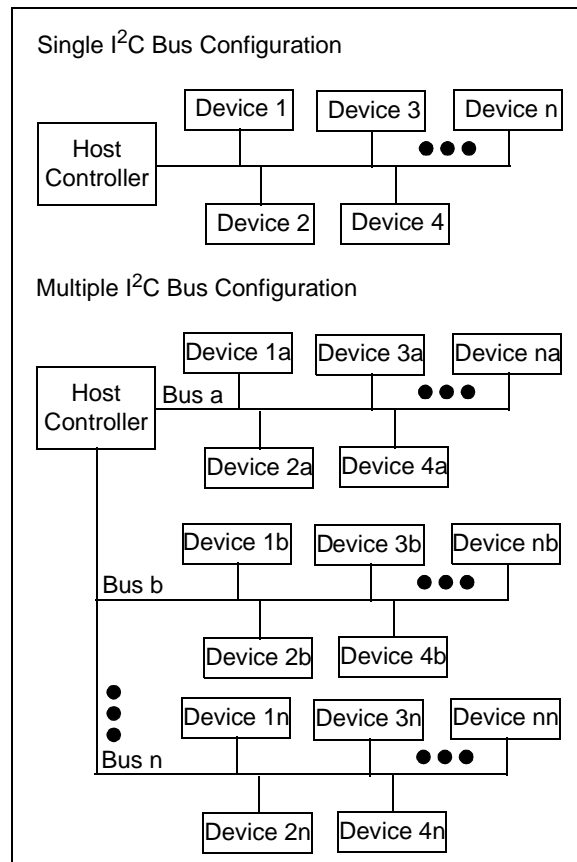 Single I²C Bus Configuration
Device 1
Device 3
Device n
Host
Controller
Device 2
Device 4
Multiple I²C Bus Configuration
Device 1a
Device 3a
Device na
Host
Controller
Bus a
Device 2a
Device 4a
Device 1b
Device 3b
Device nb
Bus b
Device 2b
Device 4b
Device 1n
Device 3n
Device nn
Bus n
Device 2n
Device 4n